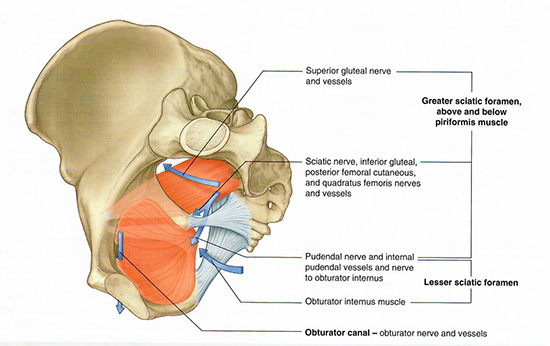 Superior gluteal nerve
and vessels
Greater sciatic foramen,
above and below
piriformis muscle
Sciatic nerve, inferior gluteal,
posterior femoral cutaneous,
and quadratus femoris nerves
and vessels
Pudendal nerve and internal
pudendal vessels and nerve
to obturator internus
Lesser sciatic foramen
Obturator internus muscle
Obturator canal – obturator nerve and vessels